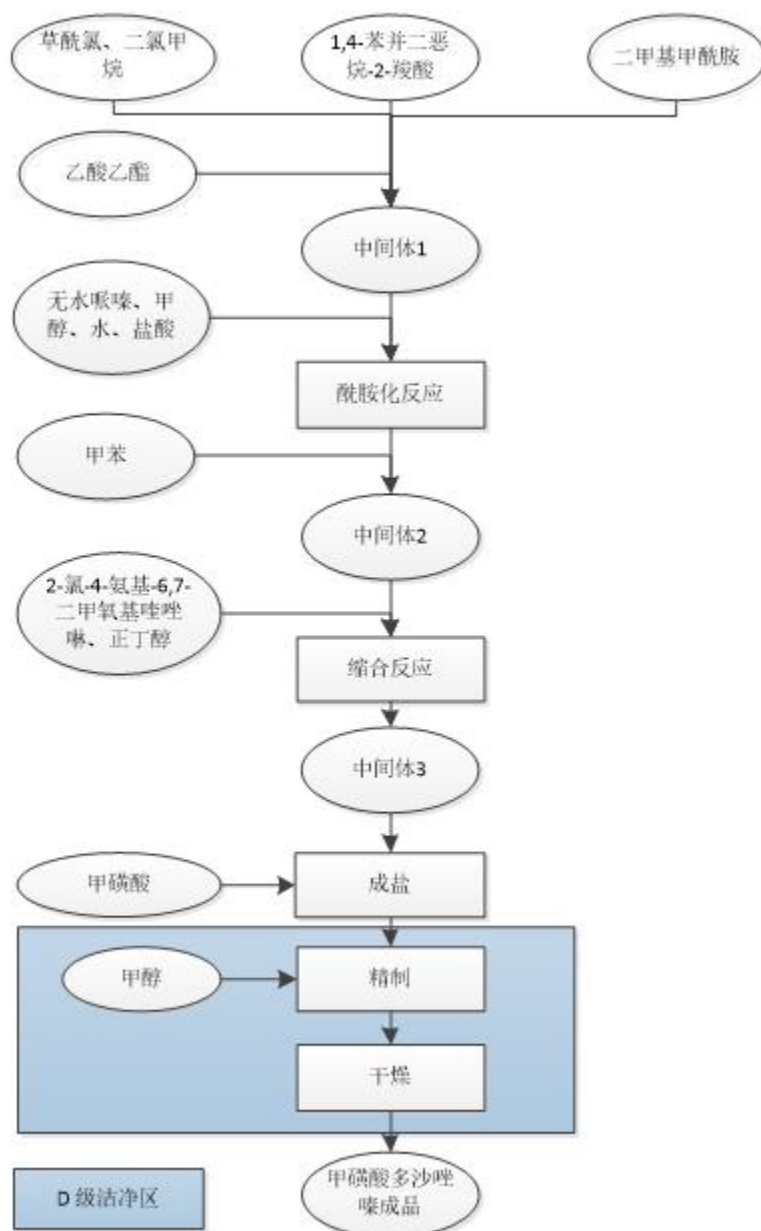 草酰氯、二氯甲
烷
1,4-苯并二恶
烷-2-羧酸
二甲基甲酰胺
乙酸乙酯
中间体1
无水哌嗪、甲
醇、水、盐酸
酰胺化反应
甲苯
中间体2
2-氯-4-氨基-6,7-
二甲氧基喹唑
啉、正丁醇
缩合反应
中间体3
甲磺酸
成盐
甲醇
精制
干燥
D 级洁净区
甲磺酸多沙唑
嗪成品